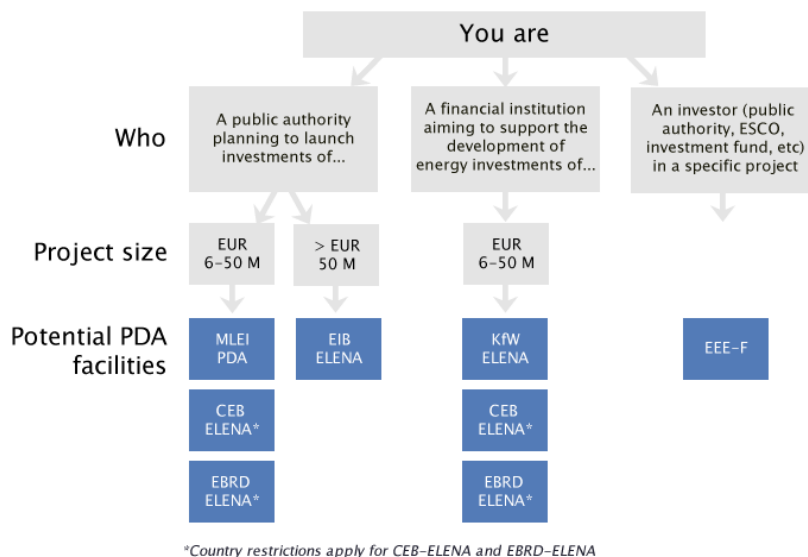 You are
Who
A public authority
planning to launch
investments of...
A financial institution
aiming to support the
development of
energy investments of...
An investor (public
authority, ESCO,
investment fund, etc)
in a specific project
Project size
EUR
6-50 M
> EUR
50 M
EUR
6-50 M
Potential PDA
facilities
MLEI
PDA
EIB
ELENA
KfW
ELENA
EEE-F
CEB
ELENA*
CEB
ELENA*
EBRD
ELENA*
EBRD
ELENA*
*Country restrictions apply for CEB-ELENA and EBRD-ELENA